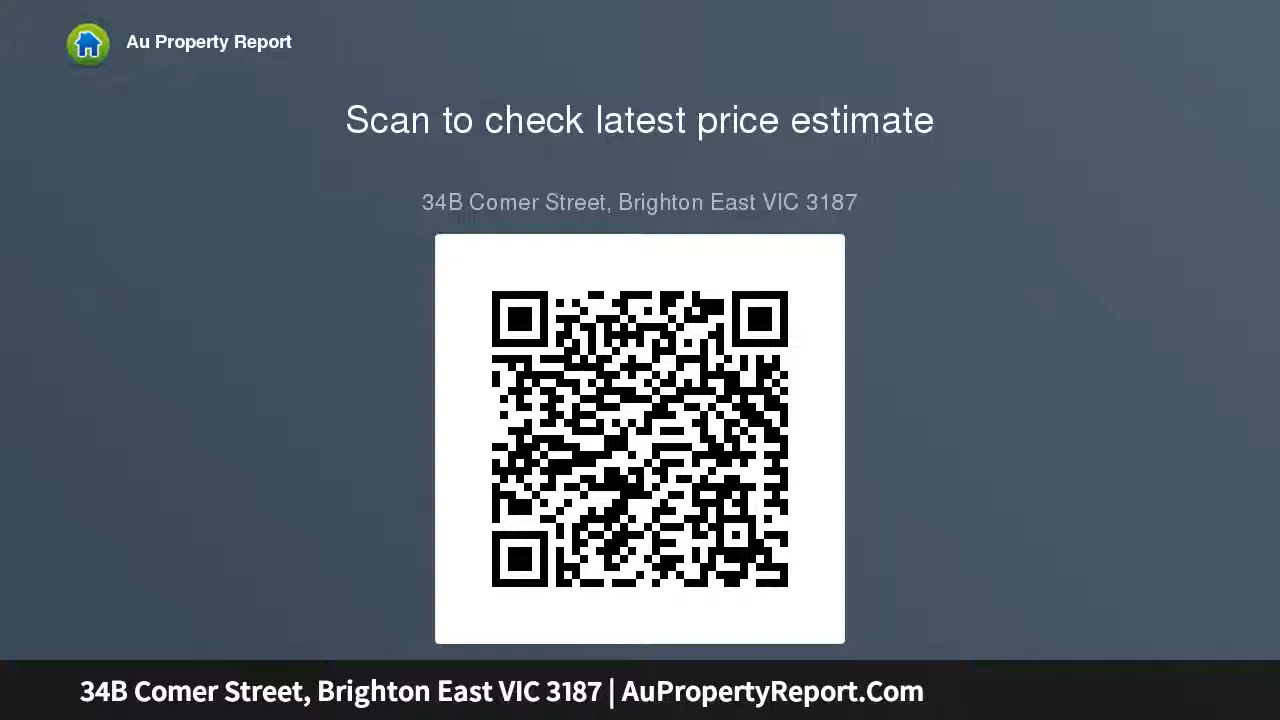 Au Property Report
Scan to check latest price estimate
34B Comer Street, Brighton East VIC 3187
34B Comer Street, Brighton East VIC 3187 | AuPropertyReport.Com